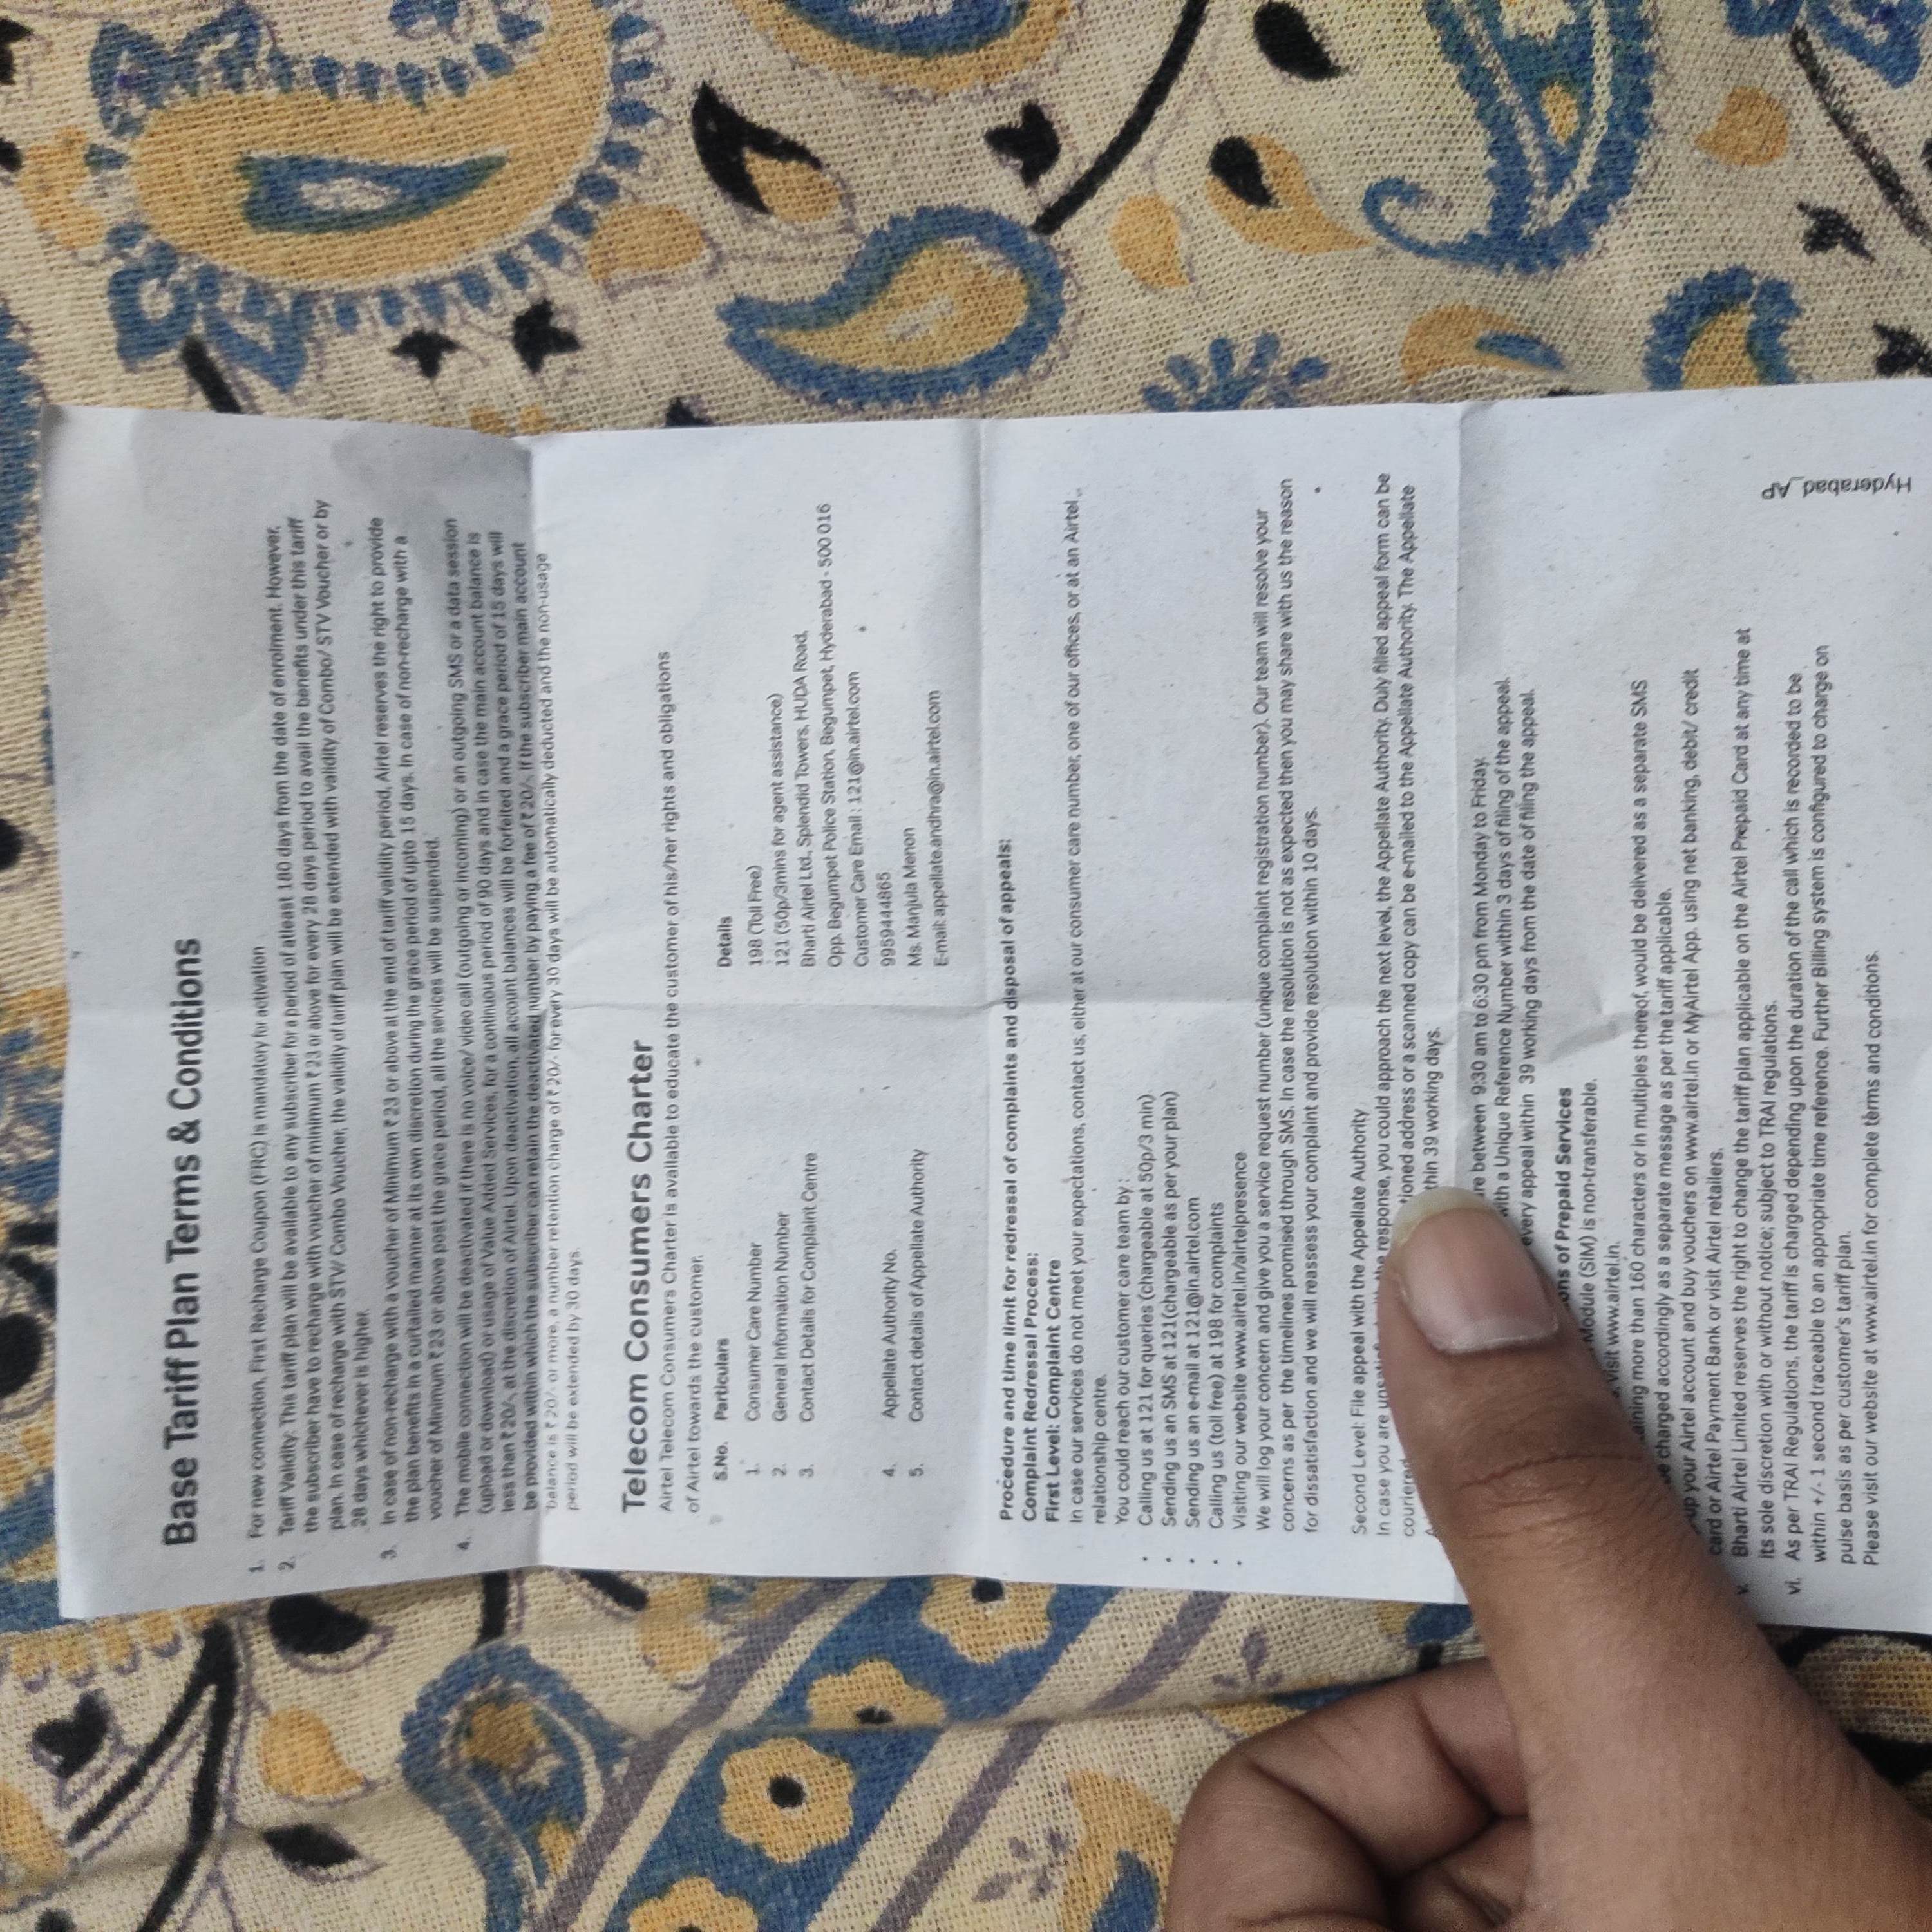 Base Tariff Plan Terms & Conditions
1. For new connection, First Recharge Coupon (FRC) is mandatory for activation
2. Tariff Validity: This tariff plan will be available to any subscriber for a period of atleast 180 days from the date of enrolment. However,
the subscriber have to recharge with voucher of minimum ₹ 23 or above for every 28 days period to avail the benefits under this tariff
plan. In case of recharge with STV/ Combo Voucher, the validity of tariff plan will be extended with validity of Combo/ STV Voucher or by
28 days whichever is higher.
3. In case of non-recharge with a voucher of Minimum ₹ 23 or above at the end of tariff validity period, Airtel reserves the right to provide
the plan benefits in a curtailed manner at its own discretion during the grace period of upto 15 days. In case of non-recharge with a
voucher of Minimum ₹ 23 or above post the grace period, all the services will be suspended.
4. The mobile connection will be deactivated if there is no voice/ video call (outgoing or incoming) or an outgoing SMS or a data session
(upload or download) or usage of Value Added Services, for a continuous period of 90 days and in case the main account balance is
less than ₹ 20/-, at the discretion of Airtel. Upon deactivation, all account balances will be forfeited and a grace period of 15 days will
be provided within which the subscriber can retain the deactivated number by paying a fee of ₹ 20/-. If the subscriber main account
balance is ₹ 20/- or more, a number retention charge of ₹ 20/- for every 30 days will be automatically deducted and the non-usage
period will be extended by 30 days.
Telecom Consumers Charter
Airtel Telecom Consumers Charter is available to educate the customer of his/her rights and obligations
of Airtel towards the customer.
S.No. Particulars Details
1. Consumer Care Number 198 (Toll Free)
2. General Information Number 121 (50p/3mins for agent assistance)
3. Contact Details for Complaint Centre Bharti Airtel Ltd., Splendid Towers, HUDA Road,
Opp. Begumpet Police Station, Begumpet, Hyderabad - 500 016
Customer Care Email : 121@in.airtel.com
4. Appellate Authority No. 9959444865
5. Contact details of Appellate Authority Ms. Manjula Menon
E-mail: appellate.andhra@in.airtel.com
Procedure and time limit for redressal of complaints and disposal of appeals:
Complaint Redressal Process:
First Level: Complaint Centre
In case our services do not meet your expectations, contact us, either at our consumer care number, one of our offices, or at an Airtel
relationship centre.
You could reach our customer care team by :
• Calling us at 121 for queries (chargeable at 50p/3 min)
• Sending us an SMS at 121(chargeable as per your plan)
• Sending us an e-mail at 121@in.airtel.com
• Calling us (toll free) at 198 for complaints
• Visiting our website www.airtel.in/airtelpresence
We will log your concern and give you a service request number (unique complaint registration number). Our team will resolve your
concerns as per the timelines promised through SMS. In case the resolution is not as expected then you may share with us the reason
for dissatisfaction and we will reassess your complaint and provide resolution within 10 days.
Second Level: File appeal with the Appellate Authority
In case you are response, you could approach the next level, the Appellate Authority. Duly filled appeal form can be
couriered address or a scanned copy can be e-mailed to the Appellate Authority. The Appellate
39 working days.
between 9:30 am to 6:30 pm from Monday to Friday.
with a Unique Reference Number within 3 days of filing of the appeal.
every appeal within 39 working days from the date of filing the appeal.
of Prepaid Services
Module (SIM) is non-transferable.
visit www.airtel.in.
more than 160 characters or in multiples thereof, would be delivered as a separate SMS
charged accordingly as a separate message as per the tariff applicable.
your Airtel account and buy vouchers on www.airtel.in or MyAirtel App. using net banking, debit/ credit
card or Airtel Payment Bank or visit Airtel retailers.
v. Bharti Airtel Limited reserves the right to change the tariff plan applicable on the Airtel Prepaid Card at any time at
its sole discretion with or without notice; subject to TRAI regulations.
vi. As per TRAI Regulations, the tariff is charged depending upon the duration of the call which is recorded to be
within +/- 1 second traceable to an appropriate time reference. Further Billing system is configured to charge on
pulse basis as per customer's tariff plan.
Please visit our website at www.airtel.in for complete terms and conditions.
Hyderabad_AP